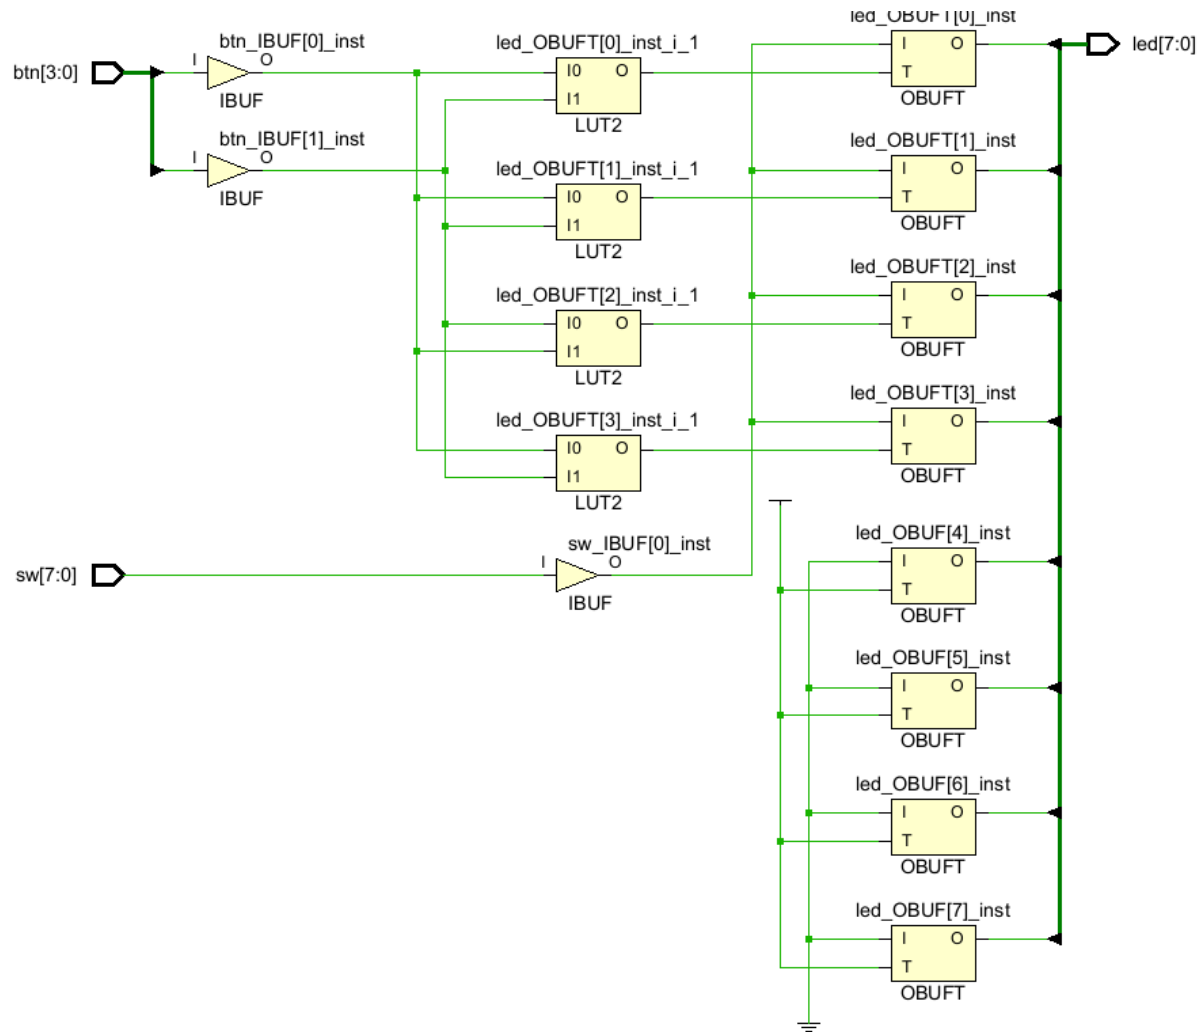 led_OBUFT[0]_inst
btn_IBUF[0]_inst
led_OBUFT[0]_inst_i_1
I O
led[7:0]
btn[3:0]
I O
I0 O
T
I1
IBUF
OBUFT
LUT2
btn_IBUF[1]_inst
led_OBUFT[1]_inst
I O
led_OBUFT[1]_inst_i_1
I O
IBUF
I0 O
T
I1
OBUFT
LUT2
led_OBUFT[2]_inst
led_OBUFT[2]_inst_i_1
I O
I0 O
T
I1
OBUFT
LUT2
led_OBUFT[3]_inst
led_OBUFT[3]_inst_i_1
I O
I0 O
T
I1
OBUFT
LUT2
led_OBUF[4]_inst
sw_IBUF[0]_inst
I O
I O
sw[7:0]
T
IBUF
OBUFT
led_OBUF[5]_inst
I O
T
OBUFT
led_OBUF[6]_inst
I O
T
OBUFT
led_OBUF[7]_inst
I O
T
OBUFT